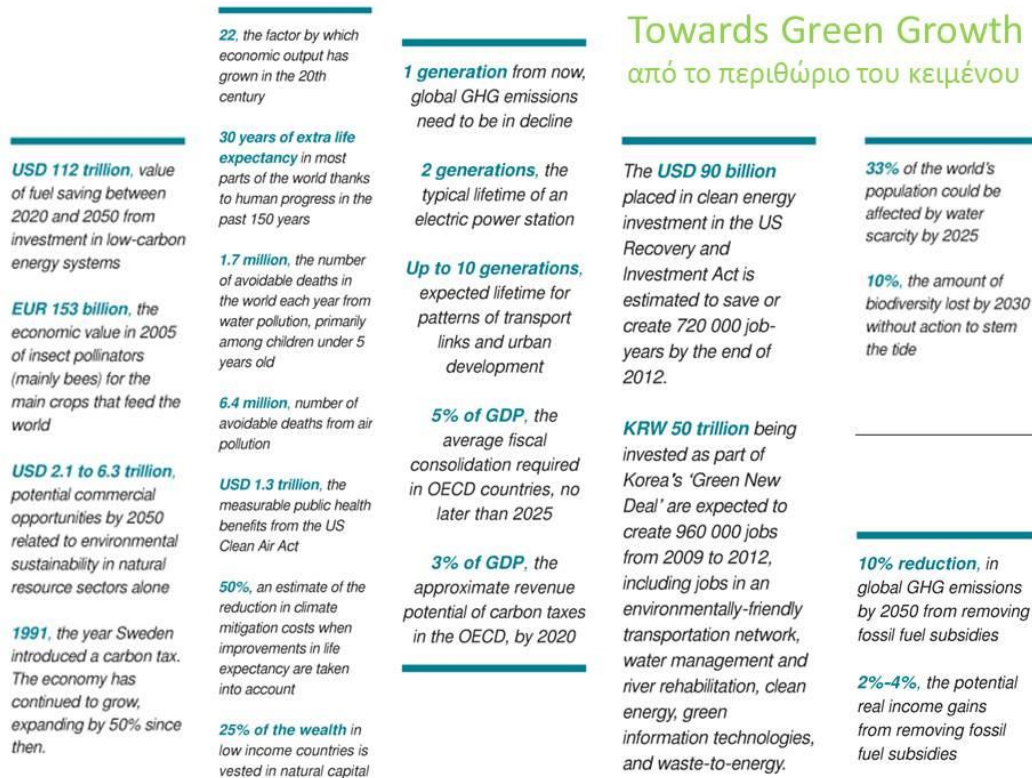 Towards Green Growth
από το περιθώριο του κειμένου
USD 112 trillion, value
of fuel saving between
2020 and 2050 from
investment in low-carbon
energy systems
EUR 153 billion, the
economic value in 2005
of insect pollinators
(mainly bees) for the
main crops that feed the
world
USD 2.1 to 6.3 trillion,
potential commercial
opportunities by 2050
related to environmental
sustainability in natural
resource sectors alone
1991, the year Sweden
introduced a carbon tax.
The economy has
continued to grow,
expanding by 50% since
then.
22, the factor by which
economic output has
grown in the 20th
century
30 years of extra life
expectancy in most
parts of the world thanks
to human progress in the
past 150 years
1.7 million, the number
of avoidable deaths in
the world each year from
water pollution, primarily
among children under 5
years old
6.4 million, number of
avoidable deaths from air
pollution
USD 1.3 trillion, the
measurable public health
benefits from the US
Clean Air Act
50%, an estimate of the
reduction in climate
mitigation costs when
improvements in life
expectancy are taken
into account
25% of the wealth in
low income countries is
vested in natural capital
1 generation from now,
global GHG emissions
need to be in decline
2 generations, the
typical lifetime of an
electric power station
Up to 10 generations,
expected lifetime for
patterns of transport
links and urban
development
5% of GDP, the
average fiscal
consolidation required
in OECD countries, no
later than 2025
3% of GDP, the
approximate revenue
potential of carbon taxes
in the OECD, by 2020
The USD 90 billion
placed in clean energy
investment in the US
Recovery and
Investment Act is
estimated to save or
create 720 000 job-
years by the end of
2012.
KRW 50 trillion being
invested as part of
Korea's ‘Green New
Deal’ are expected to
create 960 000 jobs
from 2009 to 2012,
including jobs in an
environmentally-friendly
transportation network,
water management and
river rehabilitation, clean
energy, green
information technologies,
and waste-to-energy.
33% of the world's
population could be
affected by water
scarcity by 2025
10%, the amount of
biodiversity lost by 2030
without action to stem
the tide
10% reduction, in
global GHG emissions
by 2050 from removing
fossil fuel subsidies
2%-4%, the potential
real income gains
from removing fossil
fuel subsidies